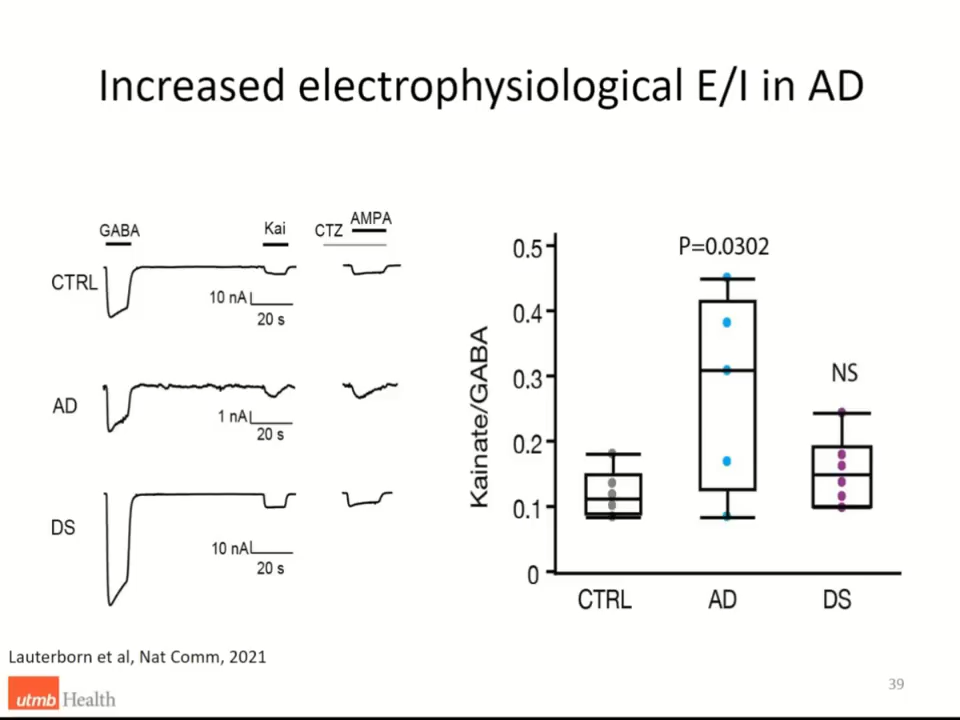 Increased electrophysiological E/I in AD
GABA
Kai
CTZ
AMPA
CTRL
10 nA
20 s
AD
1 nA
20 s
DS
10 nA
20 s
Kainate/GABA
0.5
0.4
0.3
0.2
0.1
0
P=0.0302
NS
CTRL
AD
DS
Lauterborn et al, Nat Comm, 2021
utmb Health
39